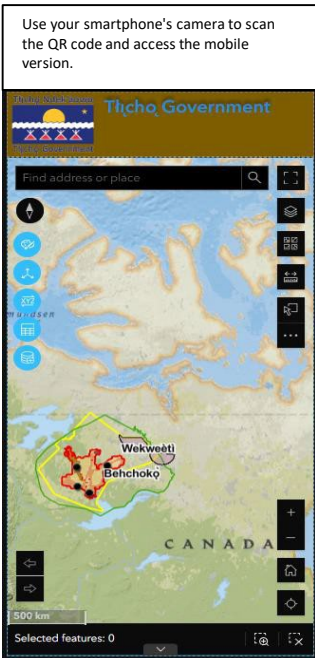 Use your smartphone's camera to scan
the QR code and access the mobile
version.
Tłı̨chǫ Government
Find address or place
Wekweètì
Behchokǫ̀
CANADA
500 km
Selected features: 0